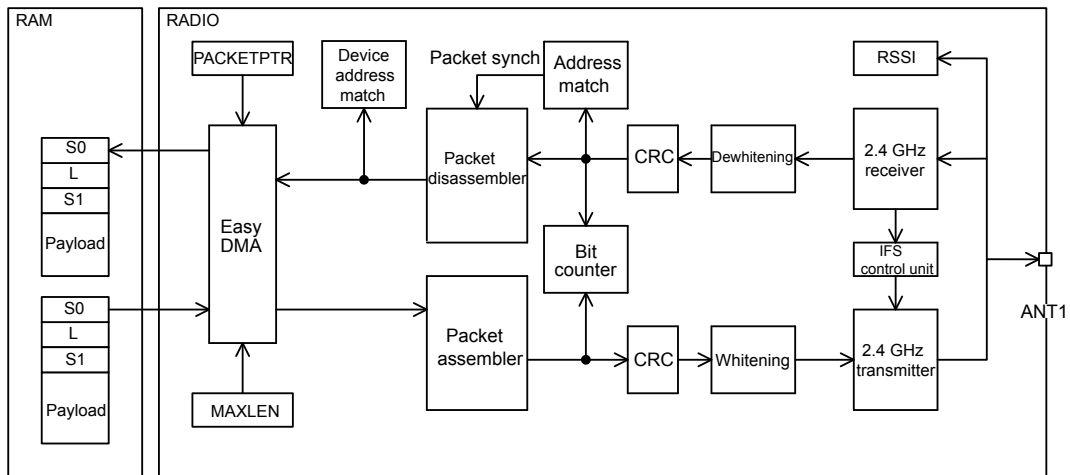 RAM
RADIO
PACKETPTR
Device
address
match
Packet synch
Address
match
RSSI
S0
L
S1
Payload
Easy
DMA
Packet
disassembler
CRC
Dewhitening
2.4 GHz
receiver
Bit
counter
IFS
control unit
ANT1
S0
L
S1
Payload
Packet
assembler
CRC
Whitening
2.4 GHz
transmitter
MAXLEN